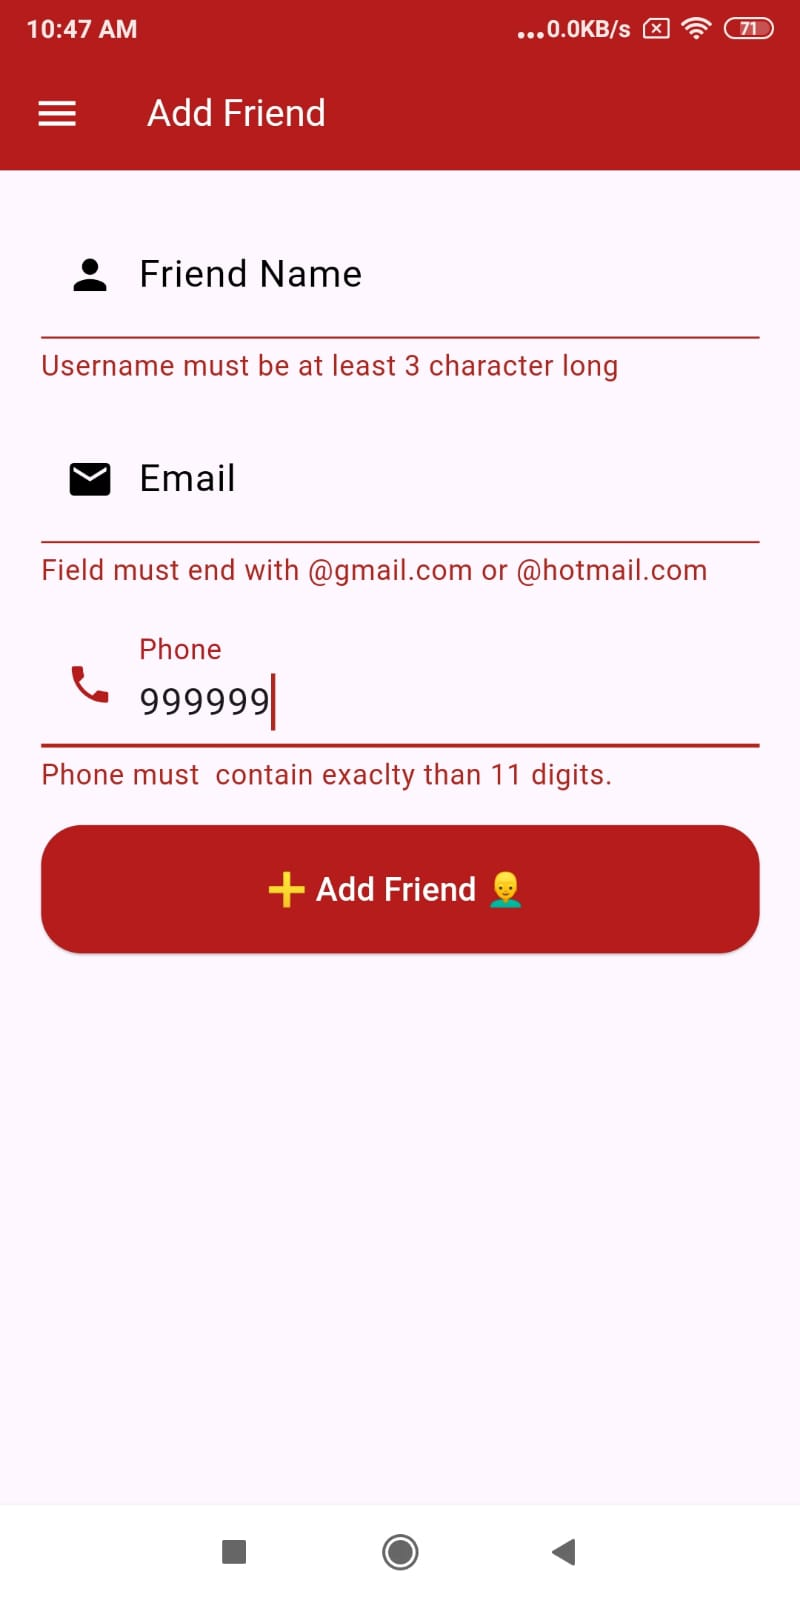 10:47 AM
...0.0KB/s
71
Add Friend
Friend Name
Username must be at least 3 character long
Email
Field must end with @gmail.com or @hotmail.com
Phone
999999
Phone must  contain exaclty than 11 digits.
➕ Add Friend 👱‍♂️